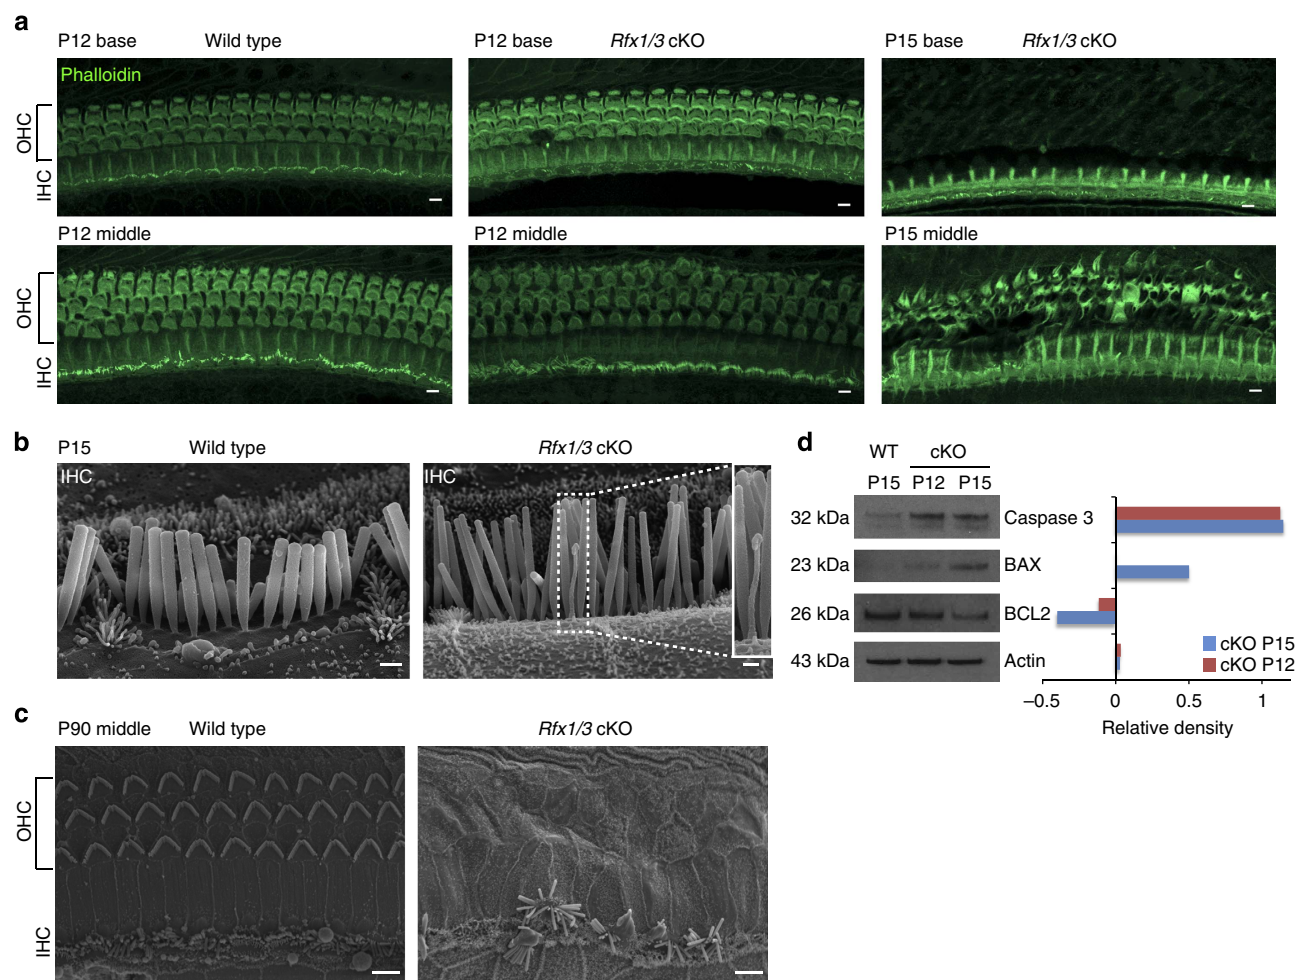 a
P12 base Wild type
P12 base Rfx1/3 cKO
P15 base Rfx1/3 cKO
Phalloidin
OHC
IHC
P12 middle
P12 middle
P15 middle
OHC
IHC
b
P15 Wild type
Rfx1/3 cKO
IHC
IHC
c
P90 middle Wild type
Rfx1/3 cKO
OHC
IHC
d
WT cKO
P15 P12 P15
32 kDa Caspase 3
23 kDa BAX
26 kDa BCL2
43 kDa Actin
cKO P15
cKO P12
–0.5 0 0.5 1
Relative density